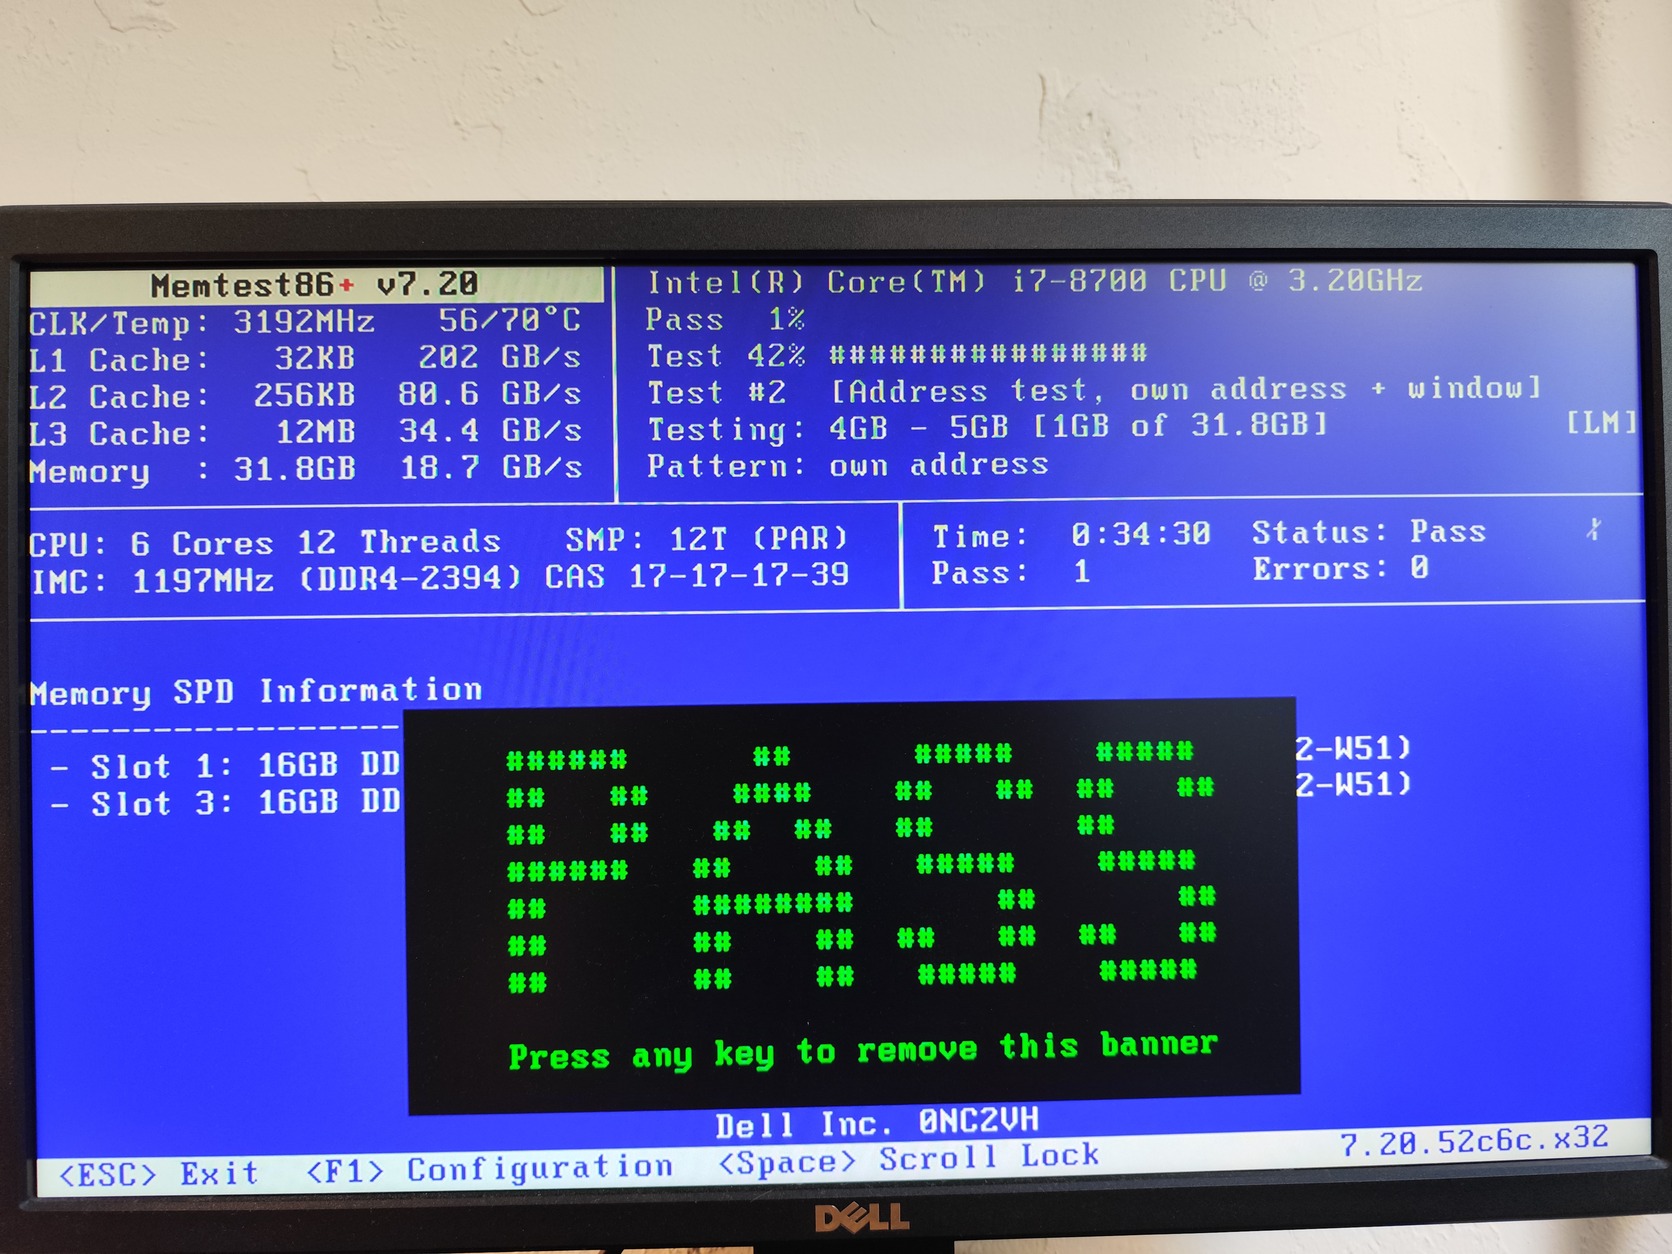 Memtest86+ v7.20
Intel(R) Core(TM) i7-8700 CPU @ 3.20GHz
CLK/Temp: 3192MHz 56/70°C
Pass 1%
L1 Cache: 32KB 202 GB/s
Test 42% ################
L2 Cache: 256KB 80.6 GB/s
Test #2 [Address test, own address + window]
L3 Cache: 12MB 34.4 GB/s
Testing: 4GB - 5GB [1GB of 31.8GB] [LM]
Memory : 31.8GB 18.7 GB/s
Pattern: own address
CPU: 6 Cores 12 Threads SMP: 12T (PAR)
Time: 0:34:30 Status: Pass
IMC: 1197MHz (DDR4-2394) CAS 17-17-17-39
Pass: 1 Errors: 0
Memory SPD Information
- Slot 1: 16GB DD 2-W51)
- Slot 3: 16GB DD 2-W51)
PASS
Press any key to remove this banner
Dell Inc. 0NC2VH
<ESC> Exit <F1> Configuration <Space> Scroll Lock 7.20.52c6c.x32
DELL